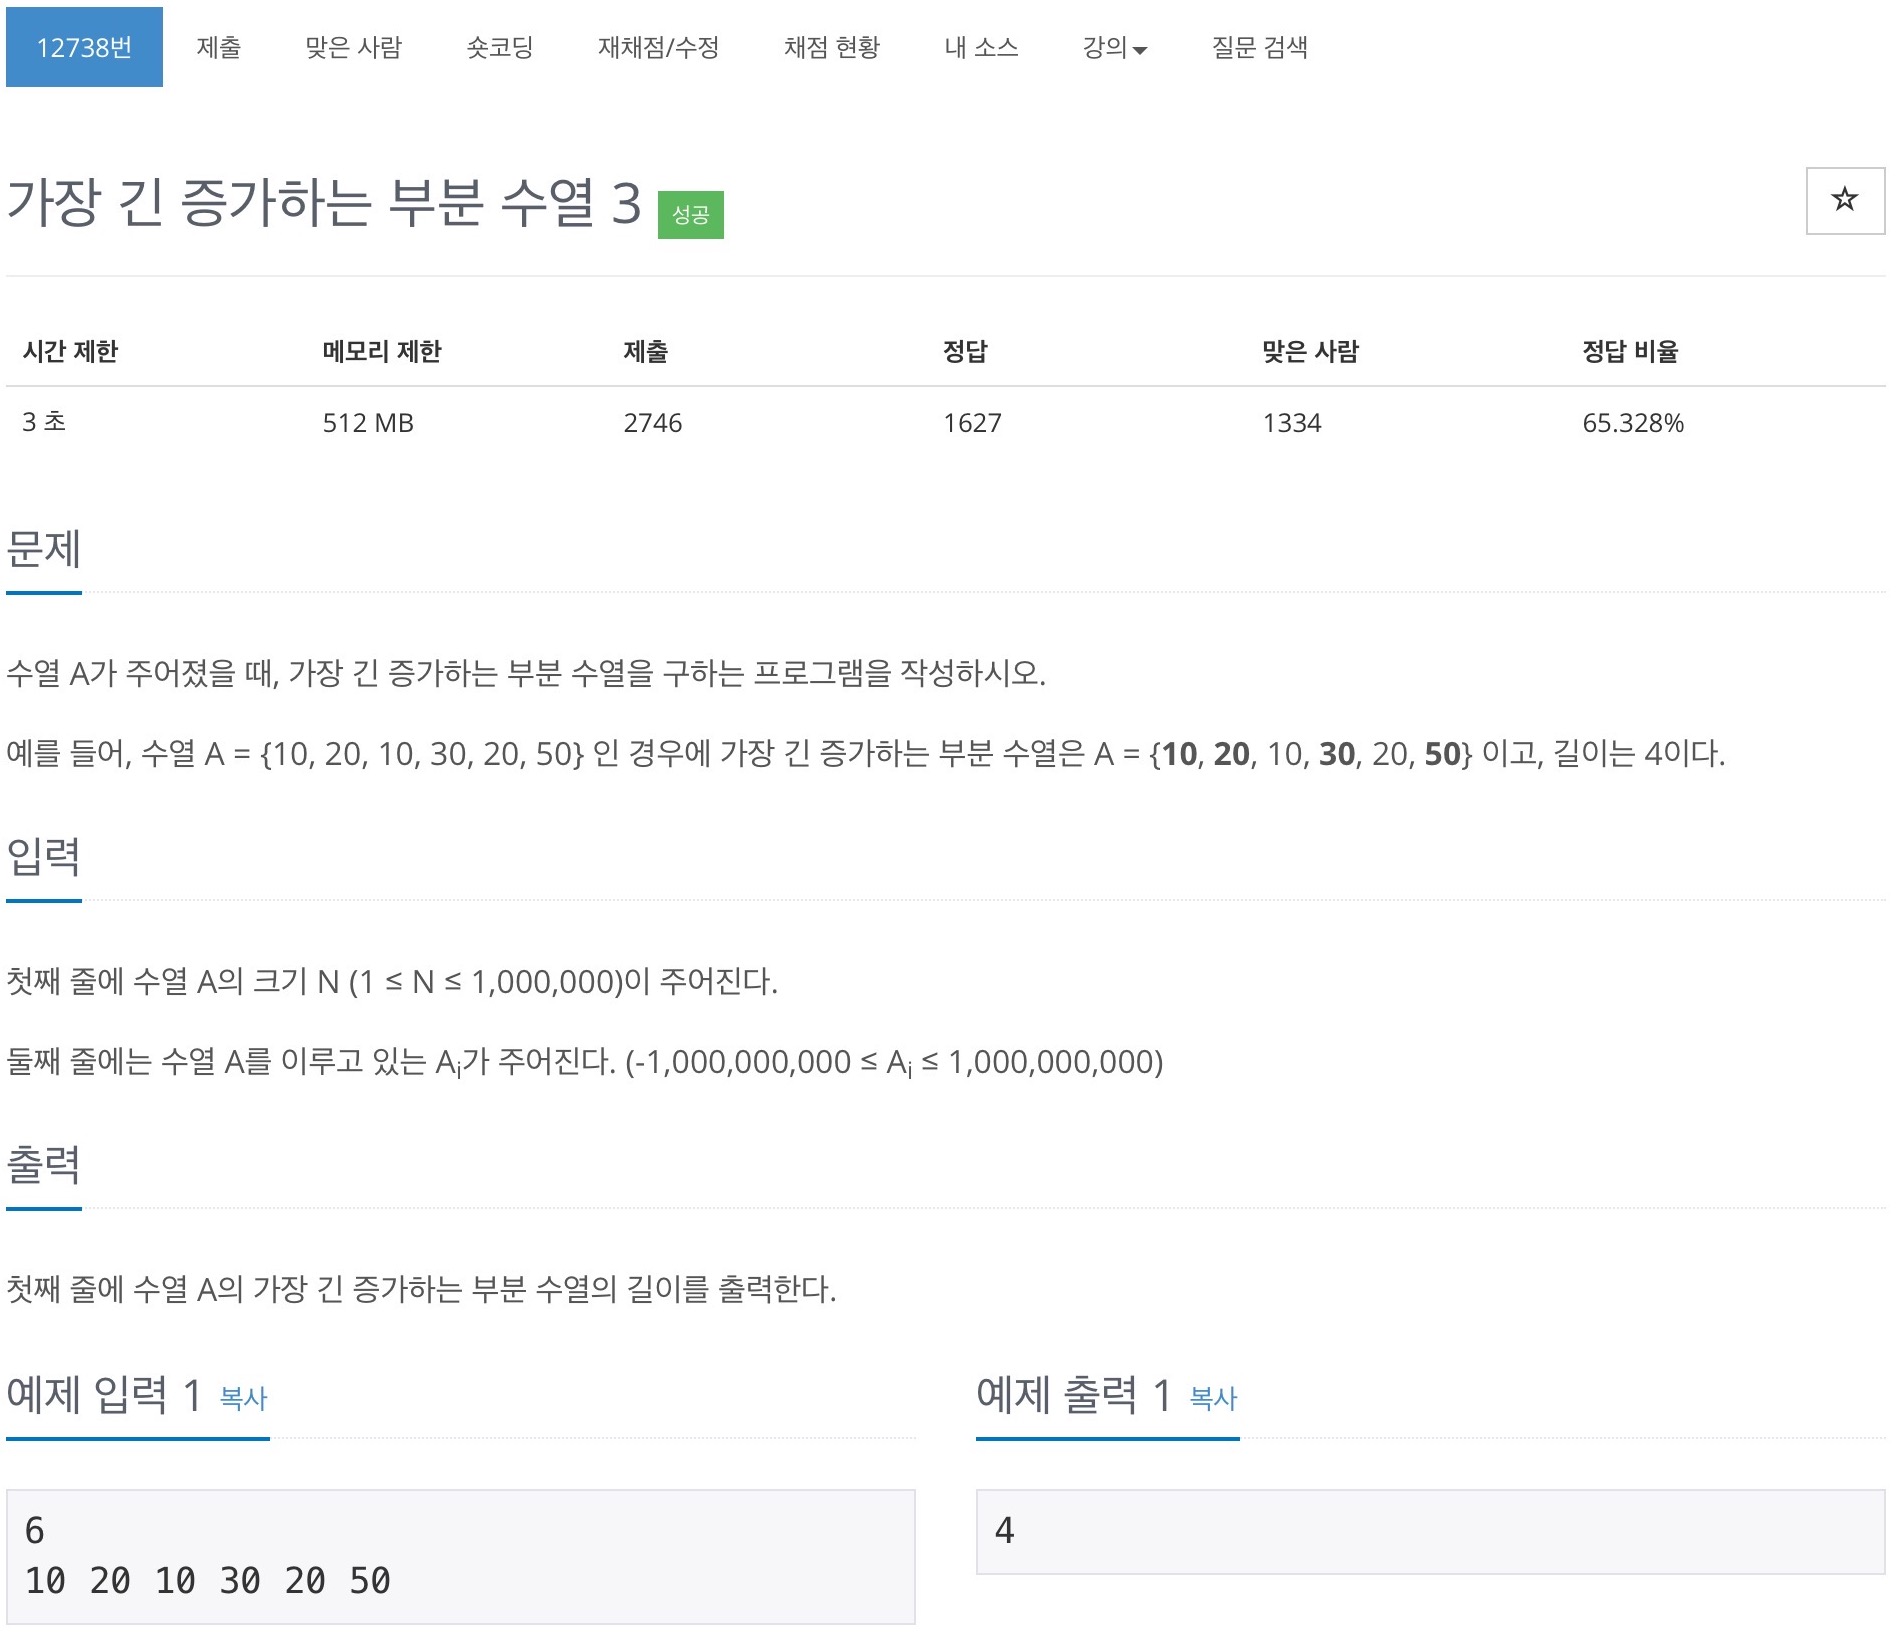 12738번 제출 맞은 사람 숏코딩 재채점/수정 채점 현황 내 소스 강의 질문 검색
가장 긴 증가하는 부분 수열 3 성공
시간 제한 메모리 제한 제출 정답 맞은 사람 정답 비율
3 초 512 MB 2746 1627 1334 65.328%
문제
수열 A가 주어졌을 때, 가장 긴 증가하는 부분 수열을 구하는 프로그램을 작성하시오.
예를 들어, 수열 A = {10, 20, 10, 30, 20, 50} 인 경우에 가장 긴 증가하는 부분 수열은 A = {10, 20, 10, 30, 20, 50} 이고, 길이는 4이다.
입력
첫째 줄에 수열 A의 크기 N (1 ≤ N ≤ 1,000,000)이 주어진다.
둘째 줄에는 수열 A를 이루고 있는 Ai가 주어진다. (-1,000,000,000 ≤ Ai ≤ 1,000,000,000)
출력
첫째 줄에 수열 A의 가장 긴 증가하는 부분 수열의 길이를 출력한다.
예제 입력 1 복사
6
10 20 10 30 20 50
예제 출력 1 복사
4